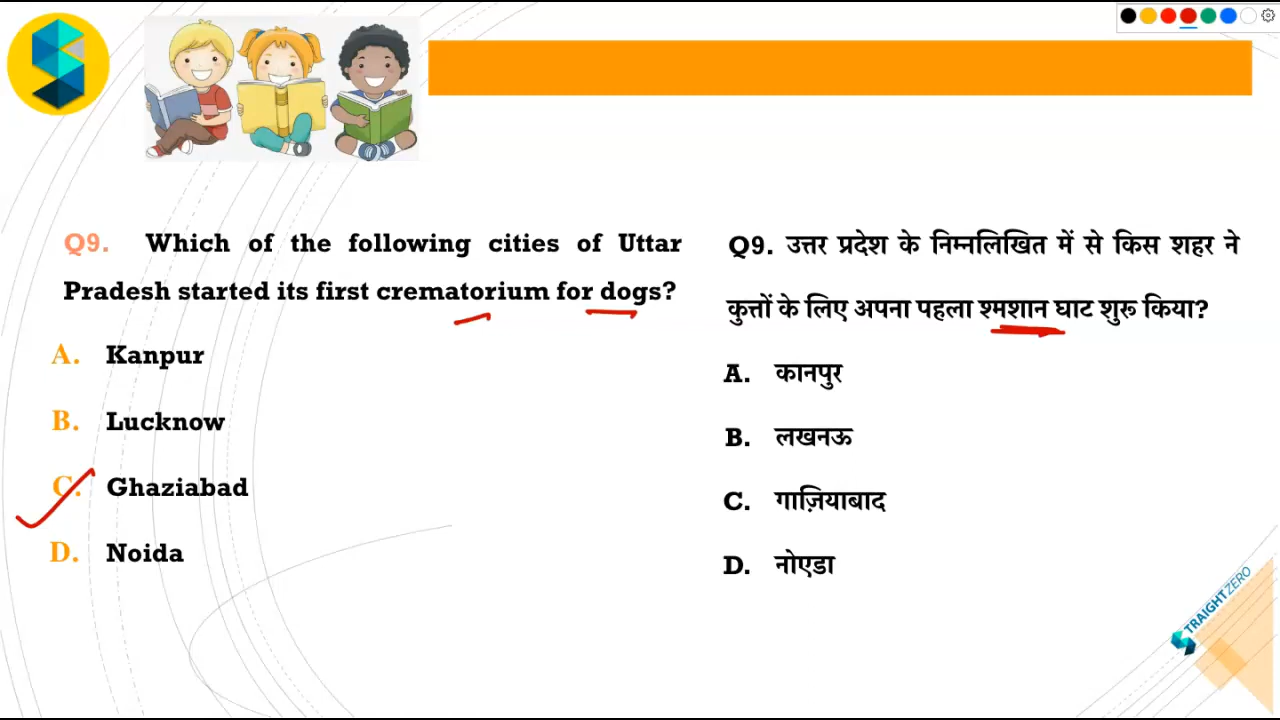 Q9. Which of the following cities of Uttar
Pradesh started its first crematorium for dogs?
A. Kanpur
B. Lucknow
C. Ghaziabad
D. Noida
Q9. उत्तर प्रदेश के निम्नलिखित में से किस शहर ने
कुत्तों के लिए अपना पहला श्मशान घाट शुरू किया?
A. कानपुर
B. लखनऊ
C. गाज़ियाबाद
D. नोएडा
TRAIGHTZERO